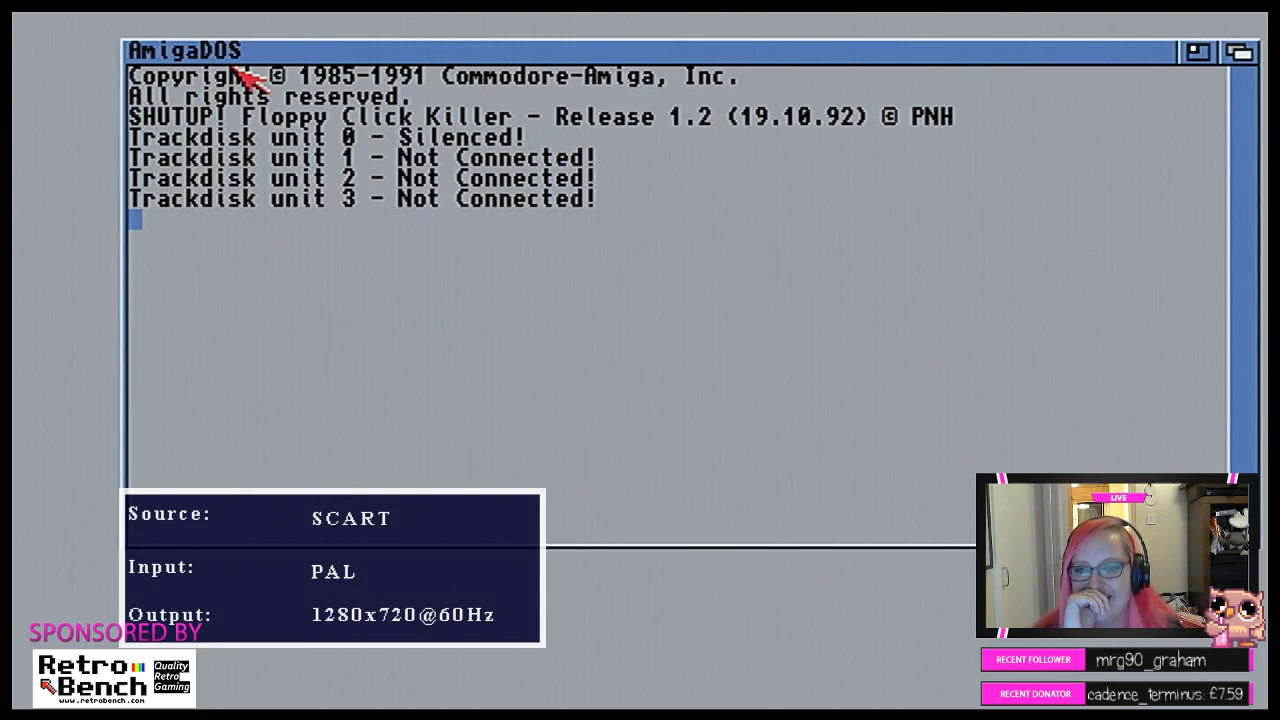 AmigaDOS
Copyright © 1985-1991 Commodore-Amiga, Inc.
All rights reserved.
SHUTUP! Floppy Click Killer - Release 1.2 (19.10.92) © PNH
Trackdisk unit 0 - Silenced!
Trackdisk unit 1 - Not Connected!
Trackdisk unit 2 - Not Connected!
Trackdisk unit 3 - Not Connected!
Source: SCART
Input: PAL
Output: 1280x720@60Hz
SPONSORED BY
Retro Bench
Quality Retro Gaming
www.retrobench.com
LIVE
RECENT FOLLOWER mrg90_graham
RECENT DONATOR cadence_terminus: £7.59